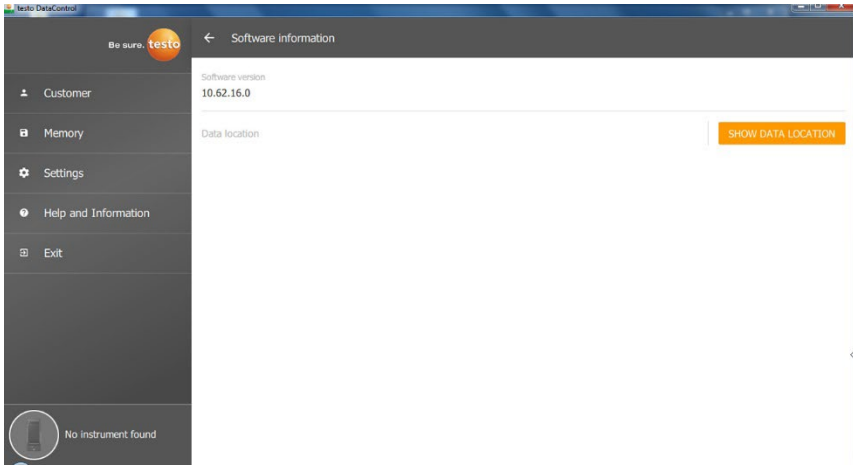 testo DataControl
Be sure. testo
Customer
Memory
Settings
Help and Information
Exit
No instrument found
Software information
Software version
10.62.16.0
Data location
SHOW DATA LOCATION